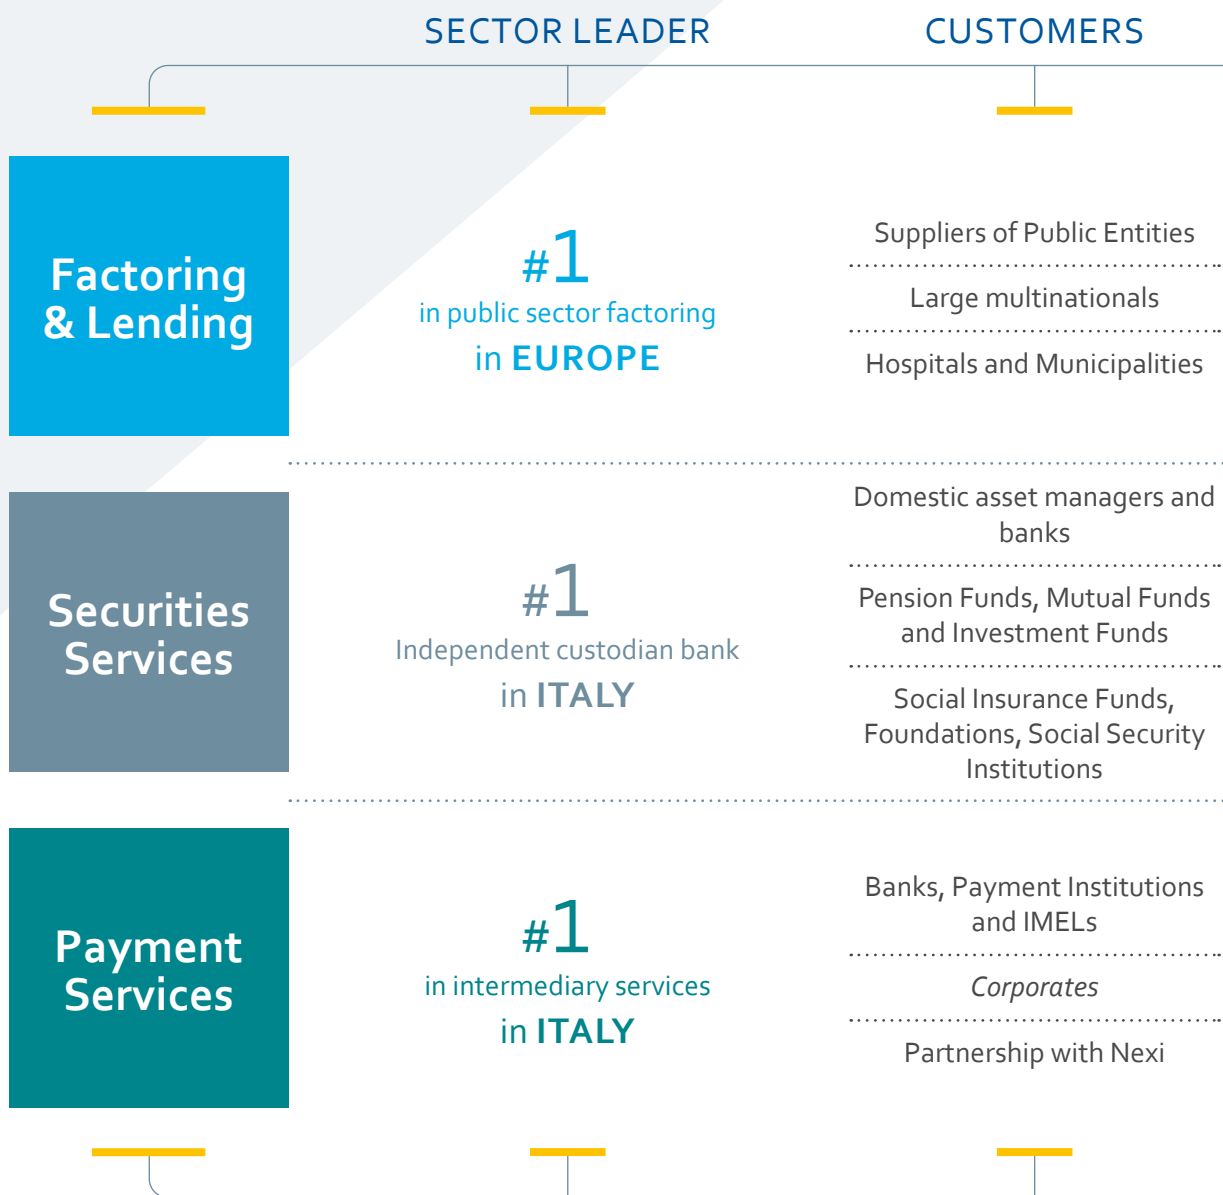 SECTOR LEADER
CUSTOMERS
Factoring
& Lending
#1
in public sector factoring
in EUROPE
Suppliers of Public Entities
Large multinationals
Hospitals and Municipalities
Securities
Services
#1
Independent custodian bank
in ITALY
Domestic asset managers and
banks
Pension Funds, Mutual Funds
and Investment Funds
Social Insurance Funds,
Foundations, Social Security
Institutions
Payment
Services
#1
in intermediary services
in ITALY
Banks, Payment Institutions
and IMELs
Corporates
Partnership with Nexi